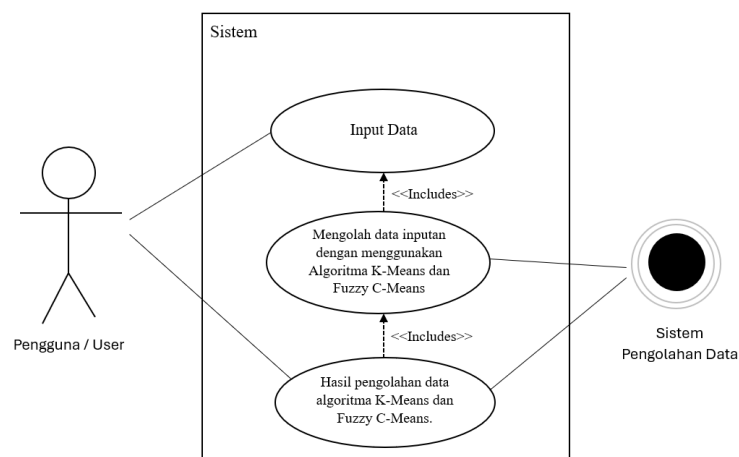 Sistem
Input Data
<<Includes>>
Mengolah data inputan
dengan menggunakan
Algoritma K-Means dan
Fuzzy C-Means
<<Includes>>
Hasil pengolahan data
algoritma K-Means dan
Fuzzy C-Means.
Pengguna / User
Sistem
Pengolahan Data